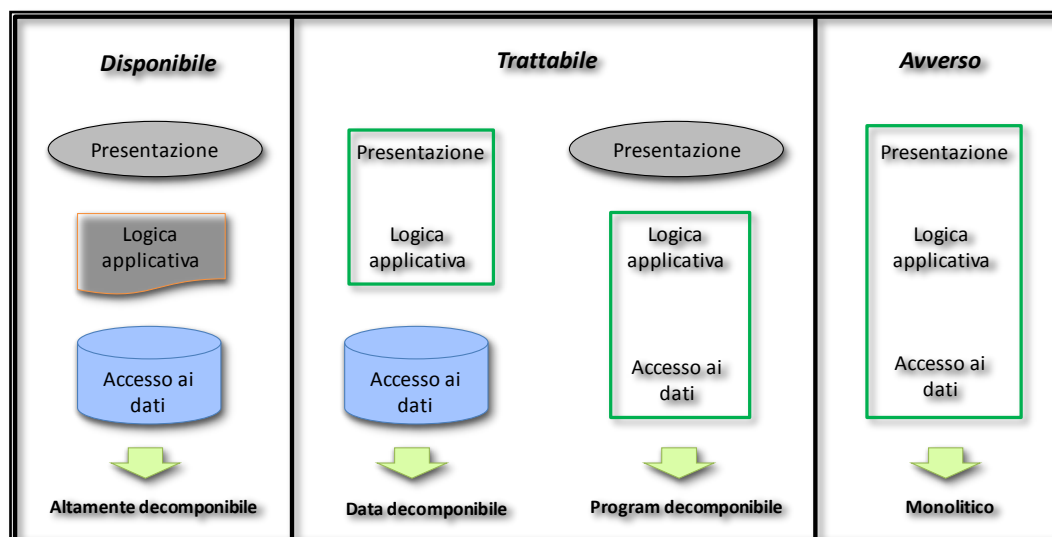 Disponibile
Presentazione
Logica
applicativa
Accesso ai
dati
Altamente decomponibile
Trattabile
Presentazione
Logica
applicativa
Accesso ai
dati
Data decomponibile
Presentazione
Logica
applicativa
Accesso ai
dati
Program decomponibile
Avverso
Presentazione
Logica
applicativa
Accesso ai
dati
Monolitico